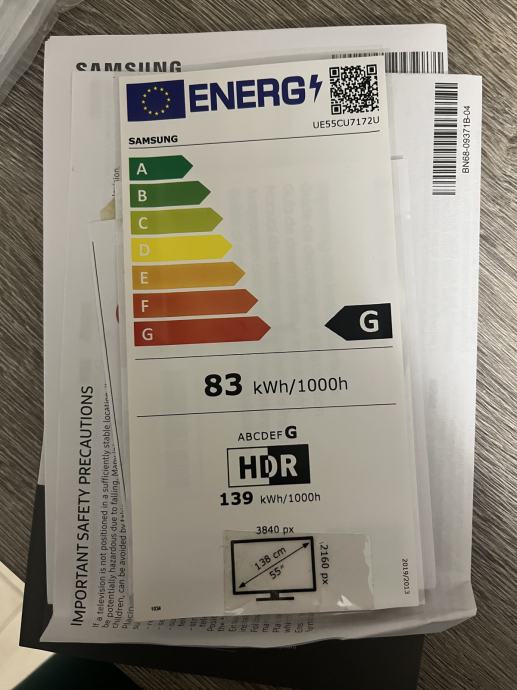 SAMSUNG
ENERG
UE55CU7172U
SAMSUNG
A
B
C
D
E
F
G
G
83 kWh/1000h
ABCDEFG
HDR
139 kWh/1000h
3840 px
138 cm
55"
2160 px
2019/2013
BN68-09371B-04
IMPORTANT SAFETY PRECAUTIONS
If a television is not positioned in a sufficiently stable location,
be potentially hazardous due to falling.
children, can be avoided by